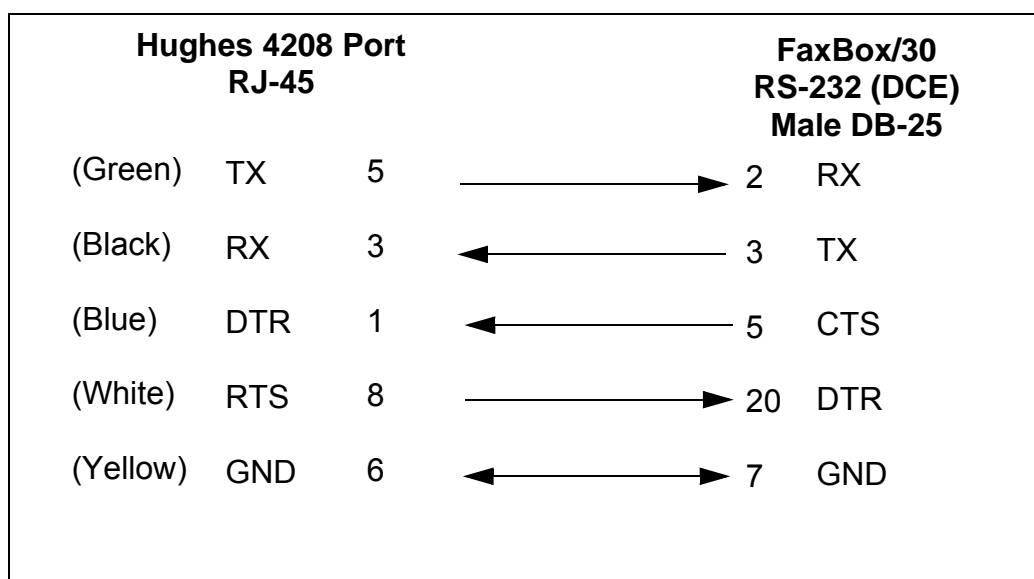 Hughes 4208 Port
RJ-45
FaxBox/30
RS-232 (DCE)
Male DB-25
(Green) TX 5 2 RX
(Black) RX 3 3 TX
(Blue) DTR 1 5 CTS
(White) RTS 8 20 DTR
(Yellow) GND 6 7 GND